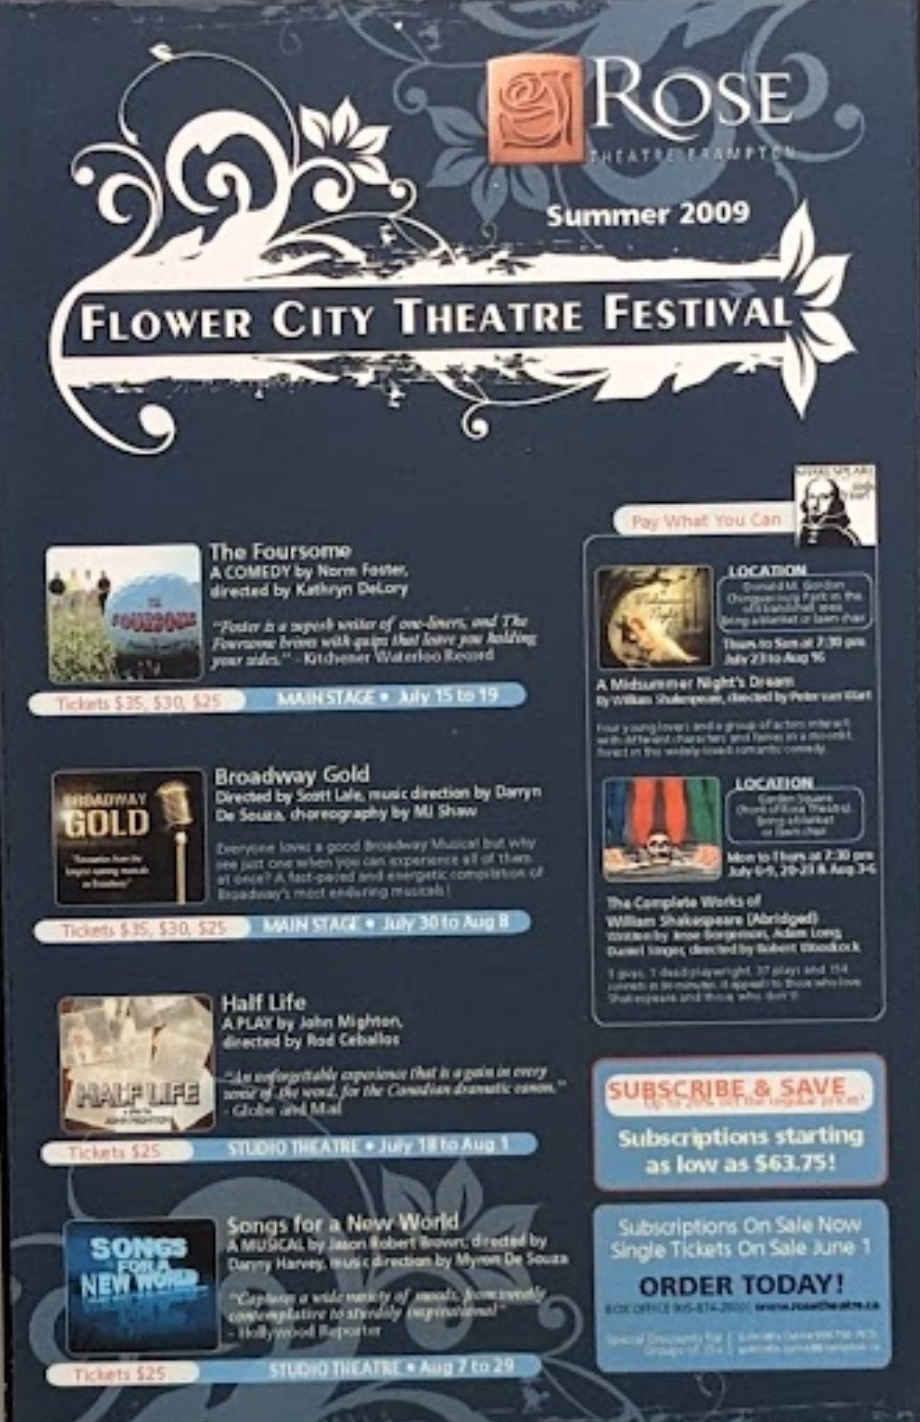 ROSE
THEATRE BRAMPTON
Summer 2009
FLOWER CITY THEATRE FESTIVAL
The Foursome
A COMEDY by Norm Foster,
directed by Kathryn DeLory
"Foster is a superb writer of one-liners, and The
Foursome brims with quips that leave you holding
your sides." - Kitchener Waterloo Record
THE
FOURSOME
Tickets $35, $30, $25
MAIN STAGE • July 15 to 19
Broadway Gold
Directed by Scott Lale, music direction by Darryn
De Souza, choreography by MJ Shaw
Everyone loves a good Broadway Musical but why
see just one when you can experience all of them
at once? A fast-paced and energetic compilation of
Broadway's most enduring musicals!
BROADWAY
GOLD
Tickets $35, $30, $25
MAIN STAGE • July 30 to Aug 8
Half Life
A PLAY by John Mighton,
directed by Rod Ceballos
"An unforgettable experience that is a gain in every
sense of the word, for the Canadian dramatic canon."
- Globe and Mail
HALF LIFE
JOHN MIGHTON
Tickets $25
STUDIO THEATRE • July 18 to Aug 1
Songs for a New World
A MUSICAL by Jason Robert Brown, directed by
Danny Harvey, music direction by Myron De Souza
"Captures a wide variety of moods, from sweetly
contemplative to sturdily inspirational"
- Hollywood Reporter
SONGS
FOR A
NEW WORLD
Tickets $25
STUDIO THEATRE • Aug 7 to 29
Pay What You Can
SHAKESPEARE
LOCATION
Donald M. Gordon
Chinguacousy Park in the
area
Bring a blanket or lawn chair
Thurs to Sun at 7:30 pm
July 23 to Aug 16
A Midsummer Night's Dream
By William Shakespeare, directed by Peter van Wart
Four young lovers and a group of actors interact
with different characters and fairies in a moonlit
forest in this widely-loved romantic comedy.
LOCATION
Garden Square
(front of Rose Theatre)
Bring a blanket
or lawn chair
Mon to Thurs at 7:30 pm
July 6-9, 20-23 & Aug 3-6
The Complete Works of
William Shakespeare (Abridged)
Written by Jess Borgeson, Adam Long,
Daniel Singer, directed by Robert Woodcock
3 guys, 1 dead playwright, 37 plays and 154
sonnets in minutes. It appeals to those who love
Shakespeare and those who don't!
SUBSCRIBE & SAVE
Up to off the regular prices!
Subscriptions starting
as low as $63.75!
Subscriptions On Sale Now
Single Tickets On Sale June 1
ORDER TODAY!
BOX OFFICE 905-874-2800 | www.rosetheatre.ca
Special Discounts for
Groups of